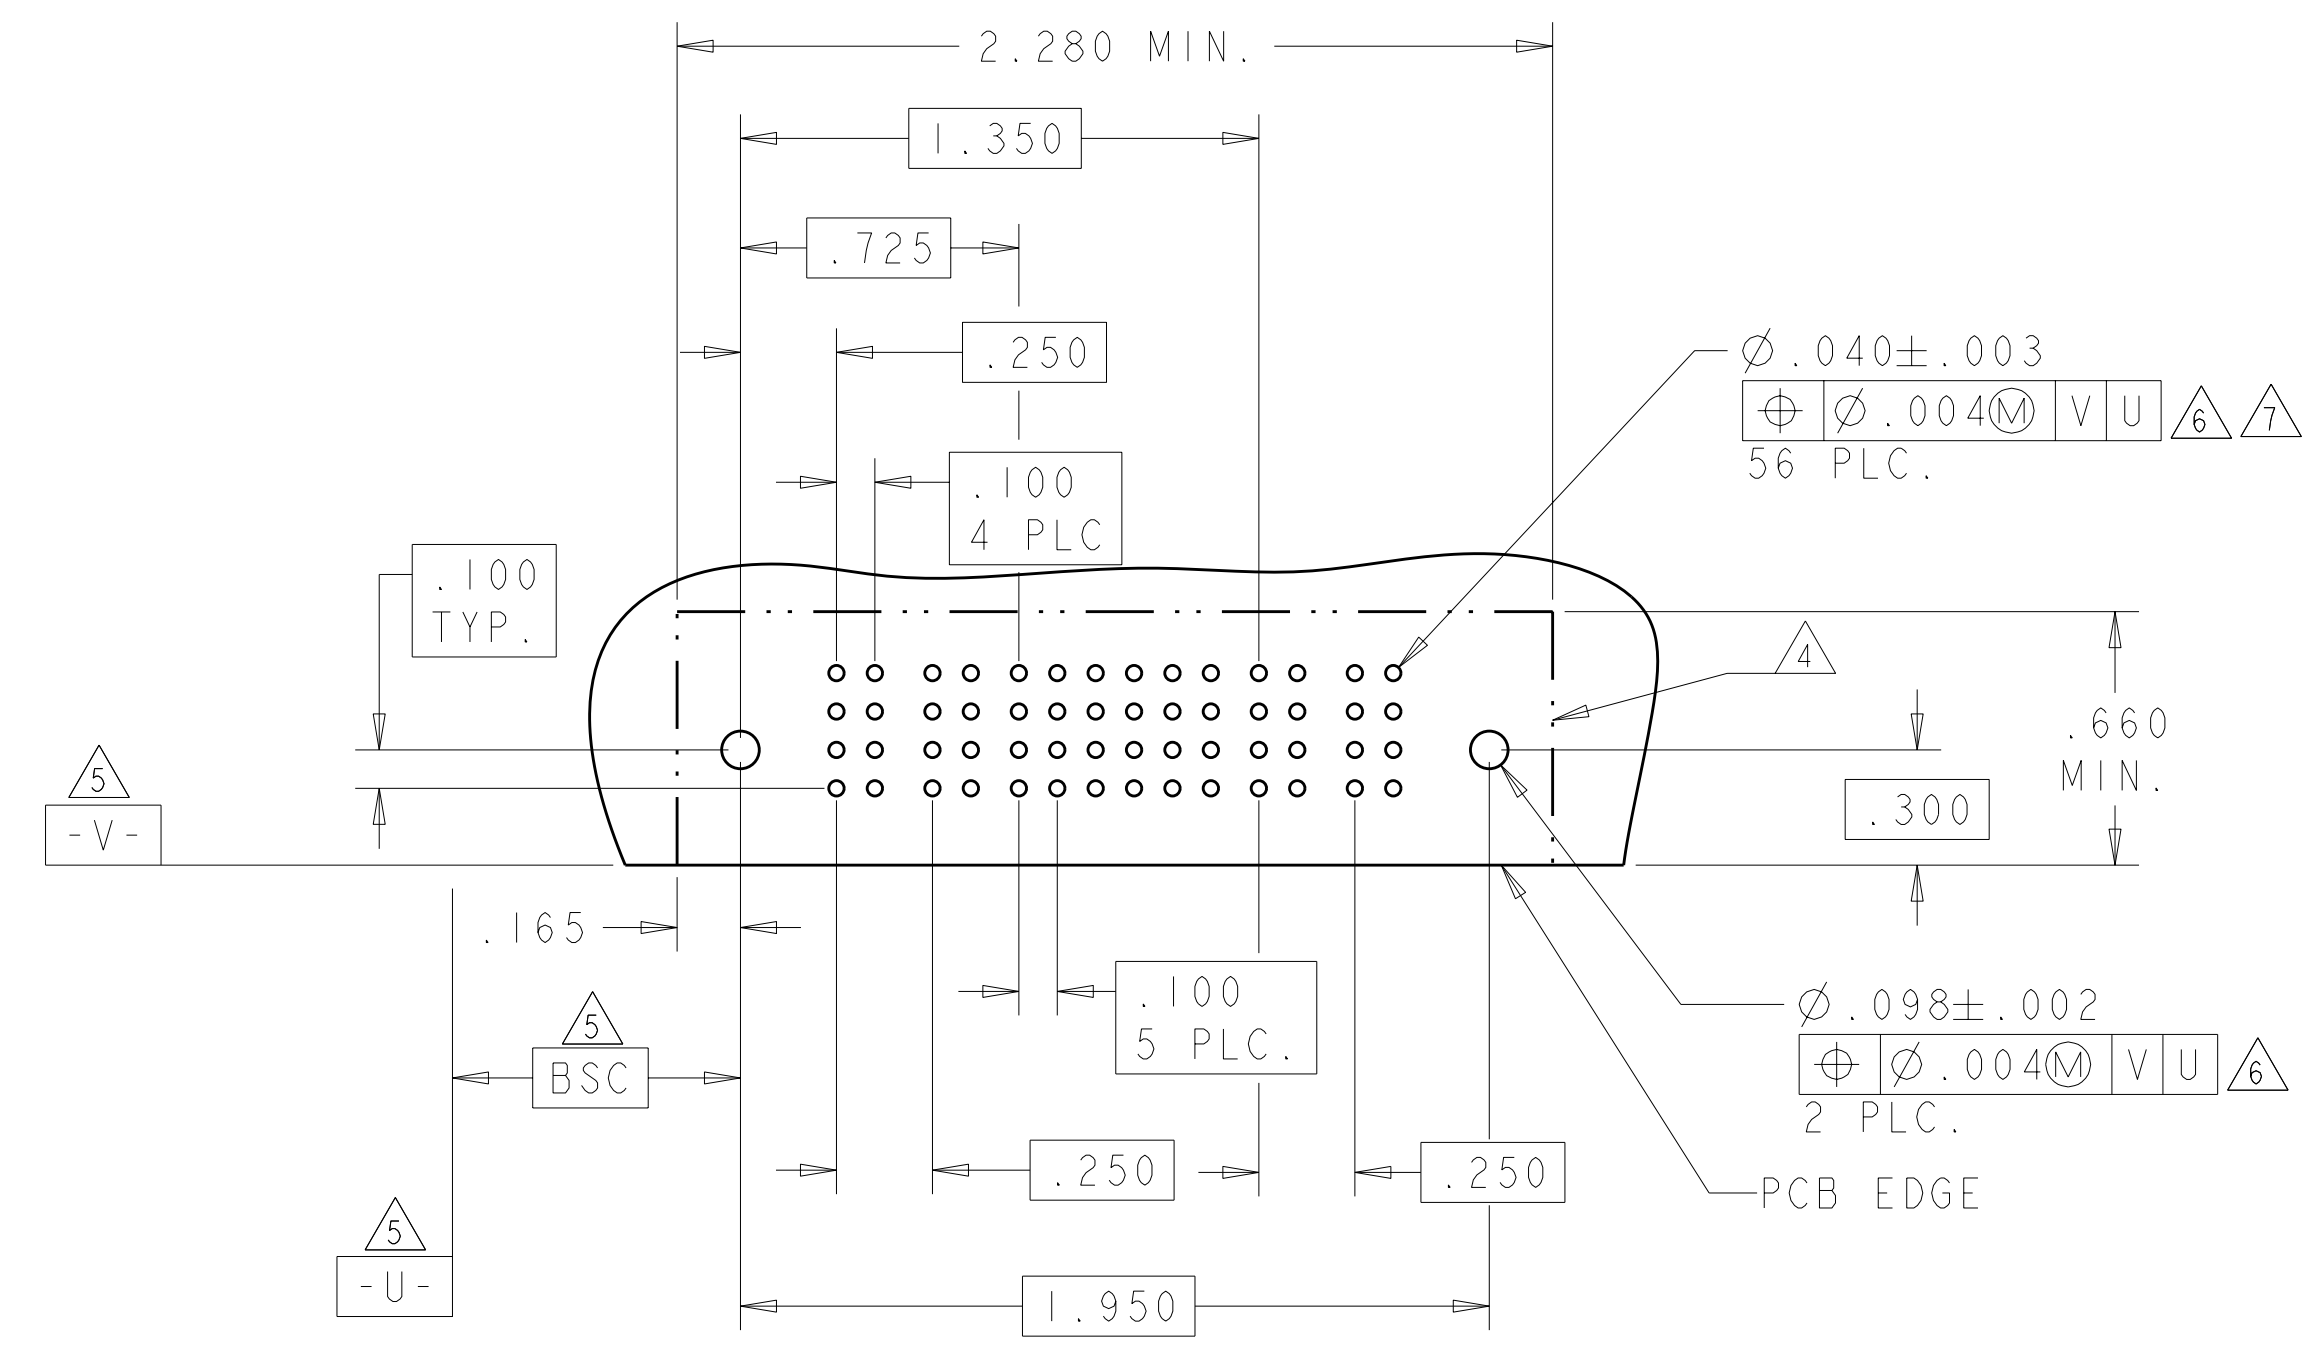 2.280 MIN.
1.350
.725
.250
Ø.040±.003
⌖ Ø.004Ⓜ V U 6 7
56 PLC.
.100
4 PLC
.100
TYP.
4
.660
MIN.
5
-V-
.300
.165
.100
5 PLC.
Ø.098±.002
⌖ Ø.004Ⓜ V U 6
2 PLC.
5
BSC
.250
.250
PCB EDGE
5
-U-
1.950